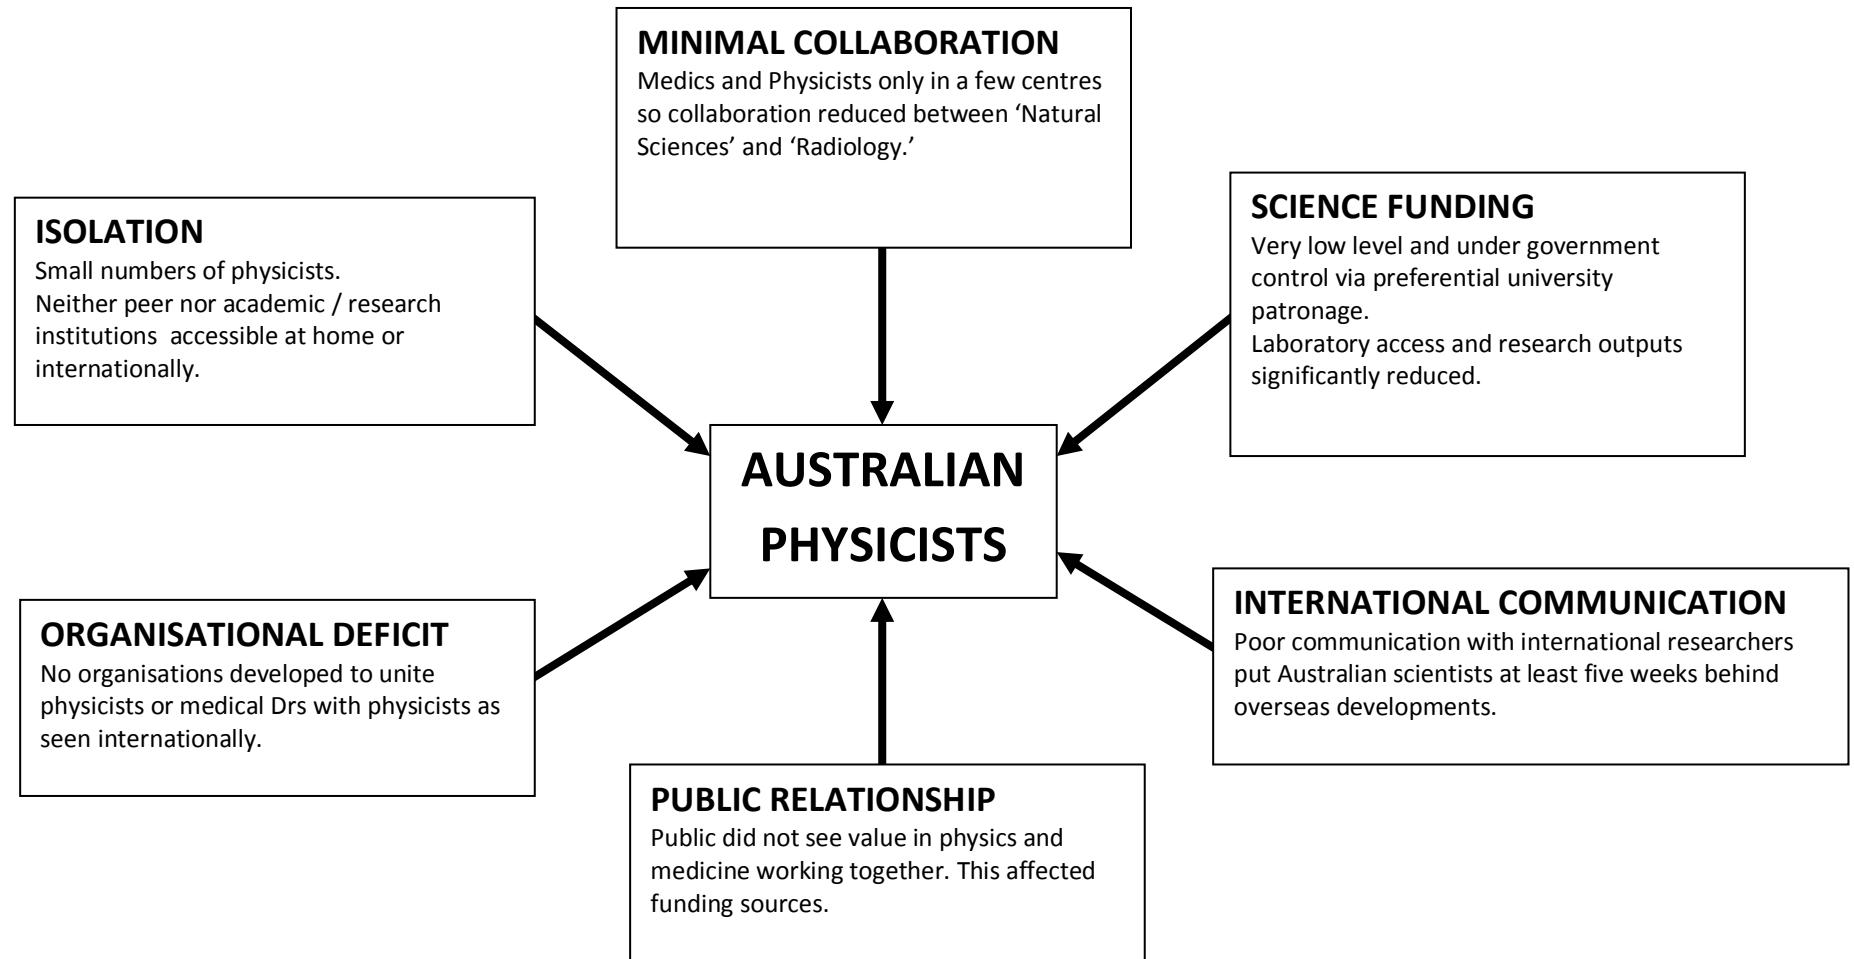 MINIMAL COLLABORATION
Medics and Physicists only in a few centres
so collaboration reduced between ‘Natural
Sciences’ and ‘Radiology.’
ISOLATION
Small numbers of physicists.
Neither peer nor academic / research
institutions  accessible at home or
internationally.
SCIENCE FUNDING
Very low level and under government
control via preferential university
patronage.
Laboratory access and research outputs
significantly reduced.
AUSTRALIAN
PHYSICISTS
ORGANISATIONAL DEFICIT
No organisations developed to unite
physicists or medical Drs with physicists as
seen internationally.
INTERNATIONAL COMMUNICATION
Poor communication with international researchers
put Australian scientists at least five weeks behind
overseas developments.
PUBLIC RELATIONSHIP
Public did not see value in physics and
medicine working together. This affected
funding sources.